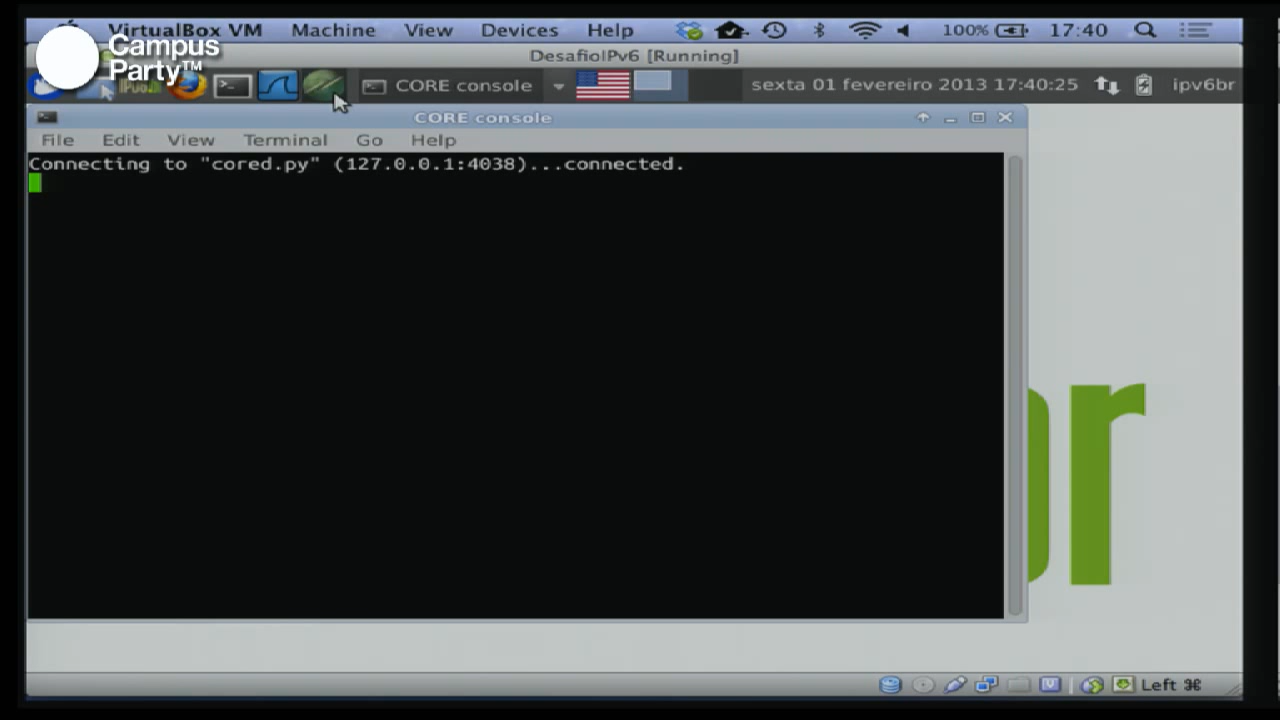 VirtualBox VM Machine View Devices Help 100% 17:40
Campus
Party™
DesafioIPv6 [Running]
CORE console sexta 01 fevereiro 2013 17:40:25 ipv6br
CORE console
File Edit View Terminal Go Help
Connecting to "cored.py" (127.0.0.1:4038)...connected.
br
Left ⌘